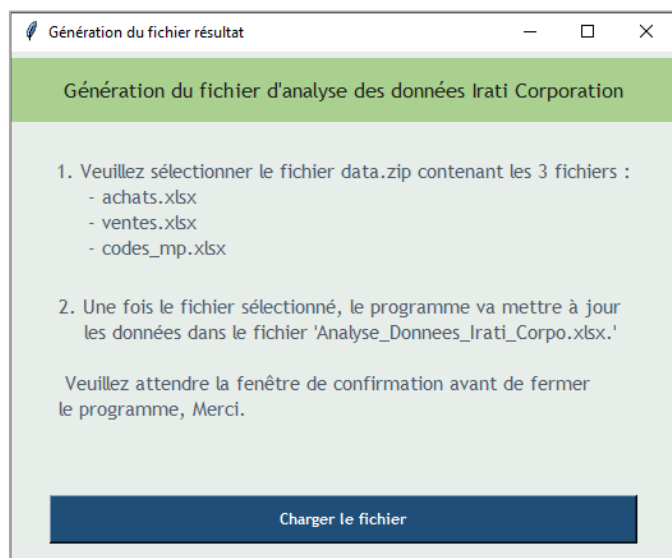 Génération du fichier résultat
Génération du fichier d'analyse des données Irati Corporation
1. Veuillez sélectionner le fichier data.zip contenant les 3 fichiers :
- achats.xlsx
- ventes.xlsx
- codes_mp.xlsx
2. Une fois le fichier sélectionné, le programme va mettre à jour
les données dans le fichier 'Analyse_Donnees_Irati_Corpo.xlsx.'
Veuillez attendre la fenêtre de confirmation avant de fermer
le programme, Merci.
Charger le fichier